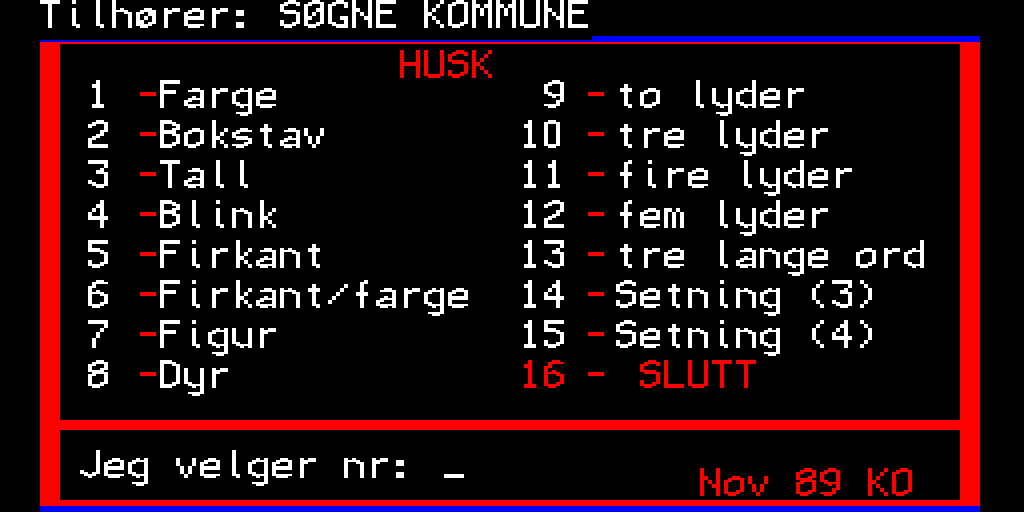 Tilhører: SØGNE KOMMUNE
HUSK
1 -Farge 9 - to lyder
2 -Bokstav 10 - tre lyder
3 -Tall 11 - fire lyder
4 -Blink 12 - fem lyder
5 -Firkant 13 - tre lange ord
6 -Firkant/farge 14 - Setning (3)
7 -Figur 15 - Setning (4)
8 -Dyr 16 - SLUTT
Jeg velger nr: _
Nov 89 KO